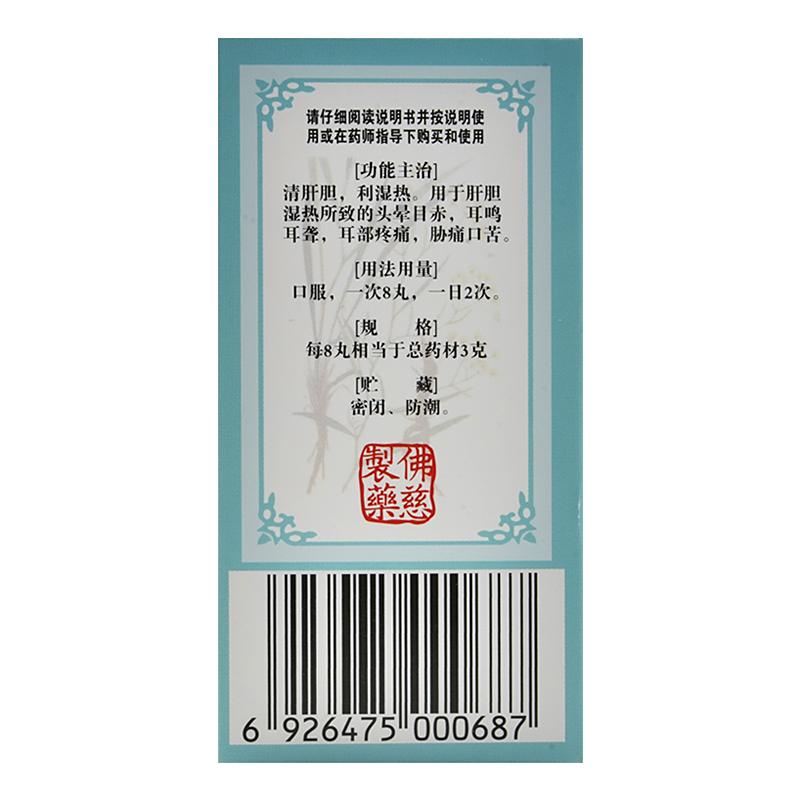 请仔细阅读说明书并按说明使
用或在药师指导下购买和使用
[功能主治]
清肝胆，利湿热。用于肝胆
湿热所致的头晕目赤，耳鸣
耳聋，耳部疼痛，胁痛口苦。
[用法用量]
口服，一次8丸，一日2次。
[规 格]
每8丸相当于总药材3克
[贮 藏]
密闭、防潮。
佛慈
製藥
6 926475 000687